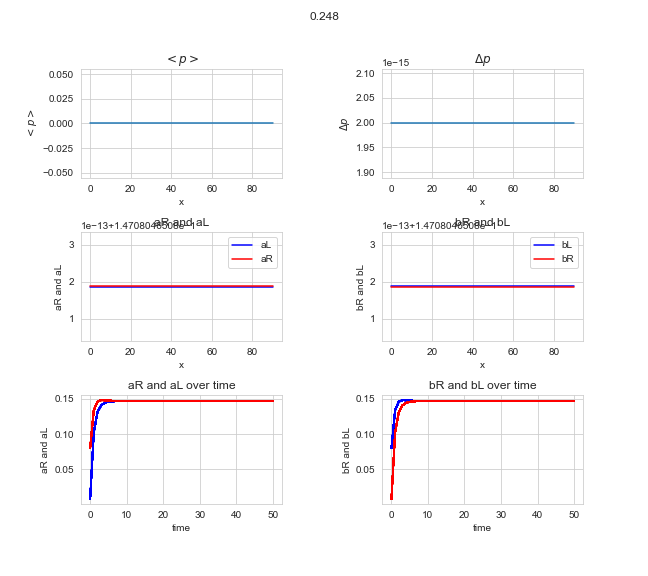 0.248
< p >
Δp
1e−15
0.050
0.025
0.000
−0.025
−0.050
< p >
0 20 40 60 80
x
2.10
2.05
2.00
1.95
1.90
Δp
0 20 40 60 80
x
aR and aL
bR and bL
3
2
1
aR and aL
aL
aR
0 20 40 60 80
x
3
2
1
bR and bL
bL
bR
0 20 40 60 80
x
aR and aL over time
bR and bL over time
0.15
0.10
0.05
aR and aL
0 10 20 30 40 50
time
0.15
0.10
0.05
bR and bL
0 10 20 30 40 50
time